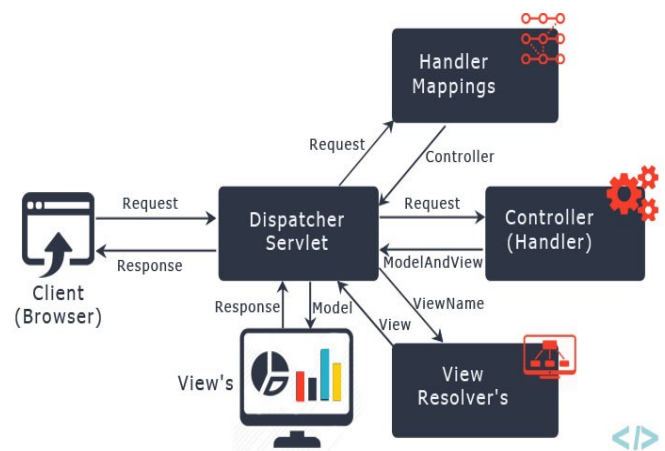 Handler
Mappings
Request
Controller
Request
Dispatcher
Servlet
Request
Controller
(Handler)
Response
ModelAndView
Client
(Browser)
Response
Model
ViewName
View
View's
View
Resolver's
</>